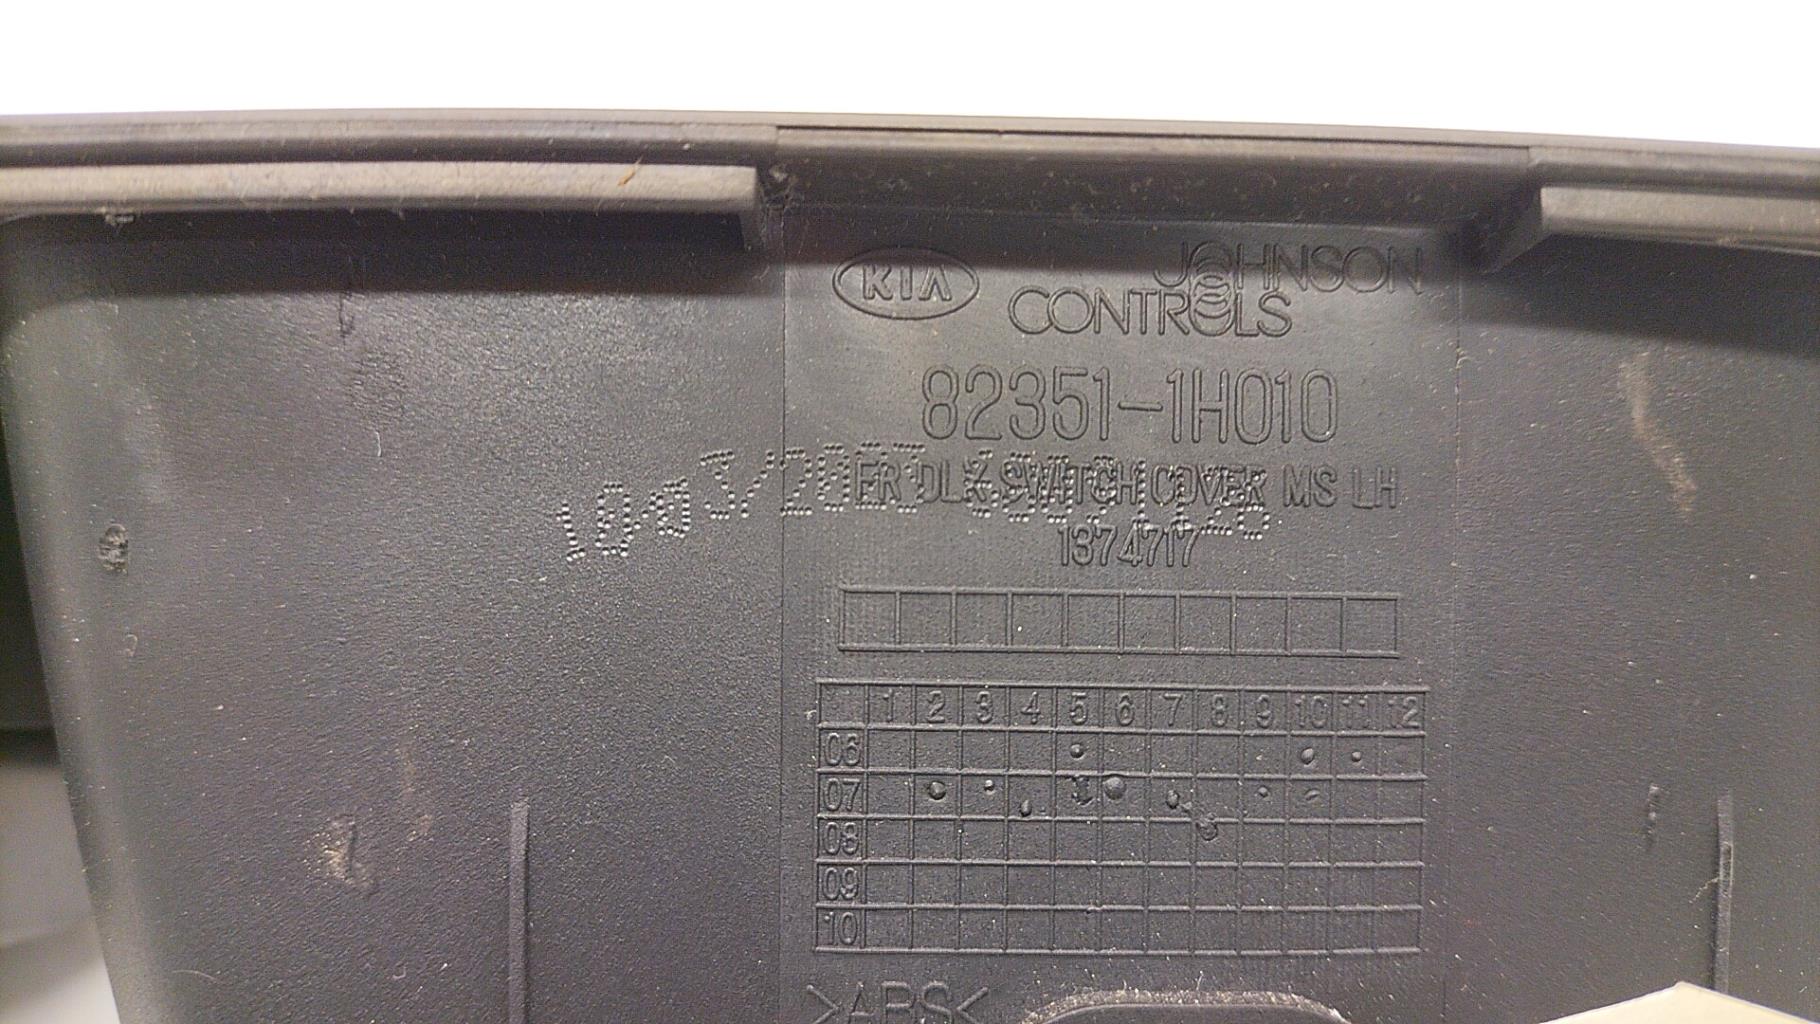 KIA
JOHNSON
CONTROLS
82351-1H010
FR DLX SWITCH COVER MS LH
1374717
1 2 3 4 5 6 7 8 9 10 11 12
06
07
08
09
10
>ABS<